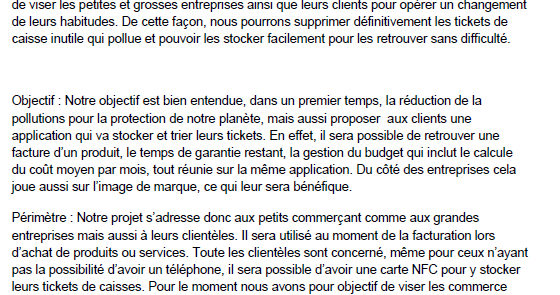 de viser les petites et grosses entreprises ainsi que leurs clients pour opérer un changement
de leurs habitudes. De cette façon, nous pourrons supprimer définitivement les tickets de
caisse inutile qui pollue et pouvoir les stocker facilement pour les retrouver sans difficulté.
Objectif : Notre objectif est bien entendue, dans un premier temps, la réduction de la
pollutions pour la protection de notre planète, mais aussi proposer  aux clients une
application qui va stocker et trier leurs tickets. En effet, il sera possible de retrouver une
facture d’un produit, le temps de garantie restant, la gestion du budget qui inclut le calcule
du coût moyen par mois, tout réunie sur la même application. Du côté des entreprises cela
joue aussi sur l’image de marque, ce qui leur sera bénéfique.
Périmètre : Notre projet s’adresse donc aux petits commerçant comme aux grandes
entreprises mais aussi à leurs clientèles. Il sera utilisé au moment de la facturation lors
d’achat de produits ou services. Toute les clientèles sont concerné, même pour ceux n’ayant
pas la possibilité d’avoir un téléphone, il sera possible d’avoir une carte NFC pour y stocker
leurs tickets de caisses. Pour le moment nous avons pour objectif de viser les commerce